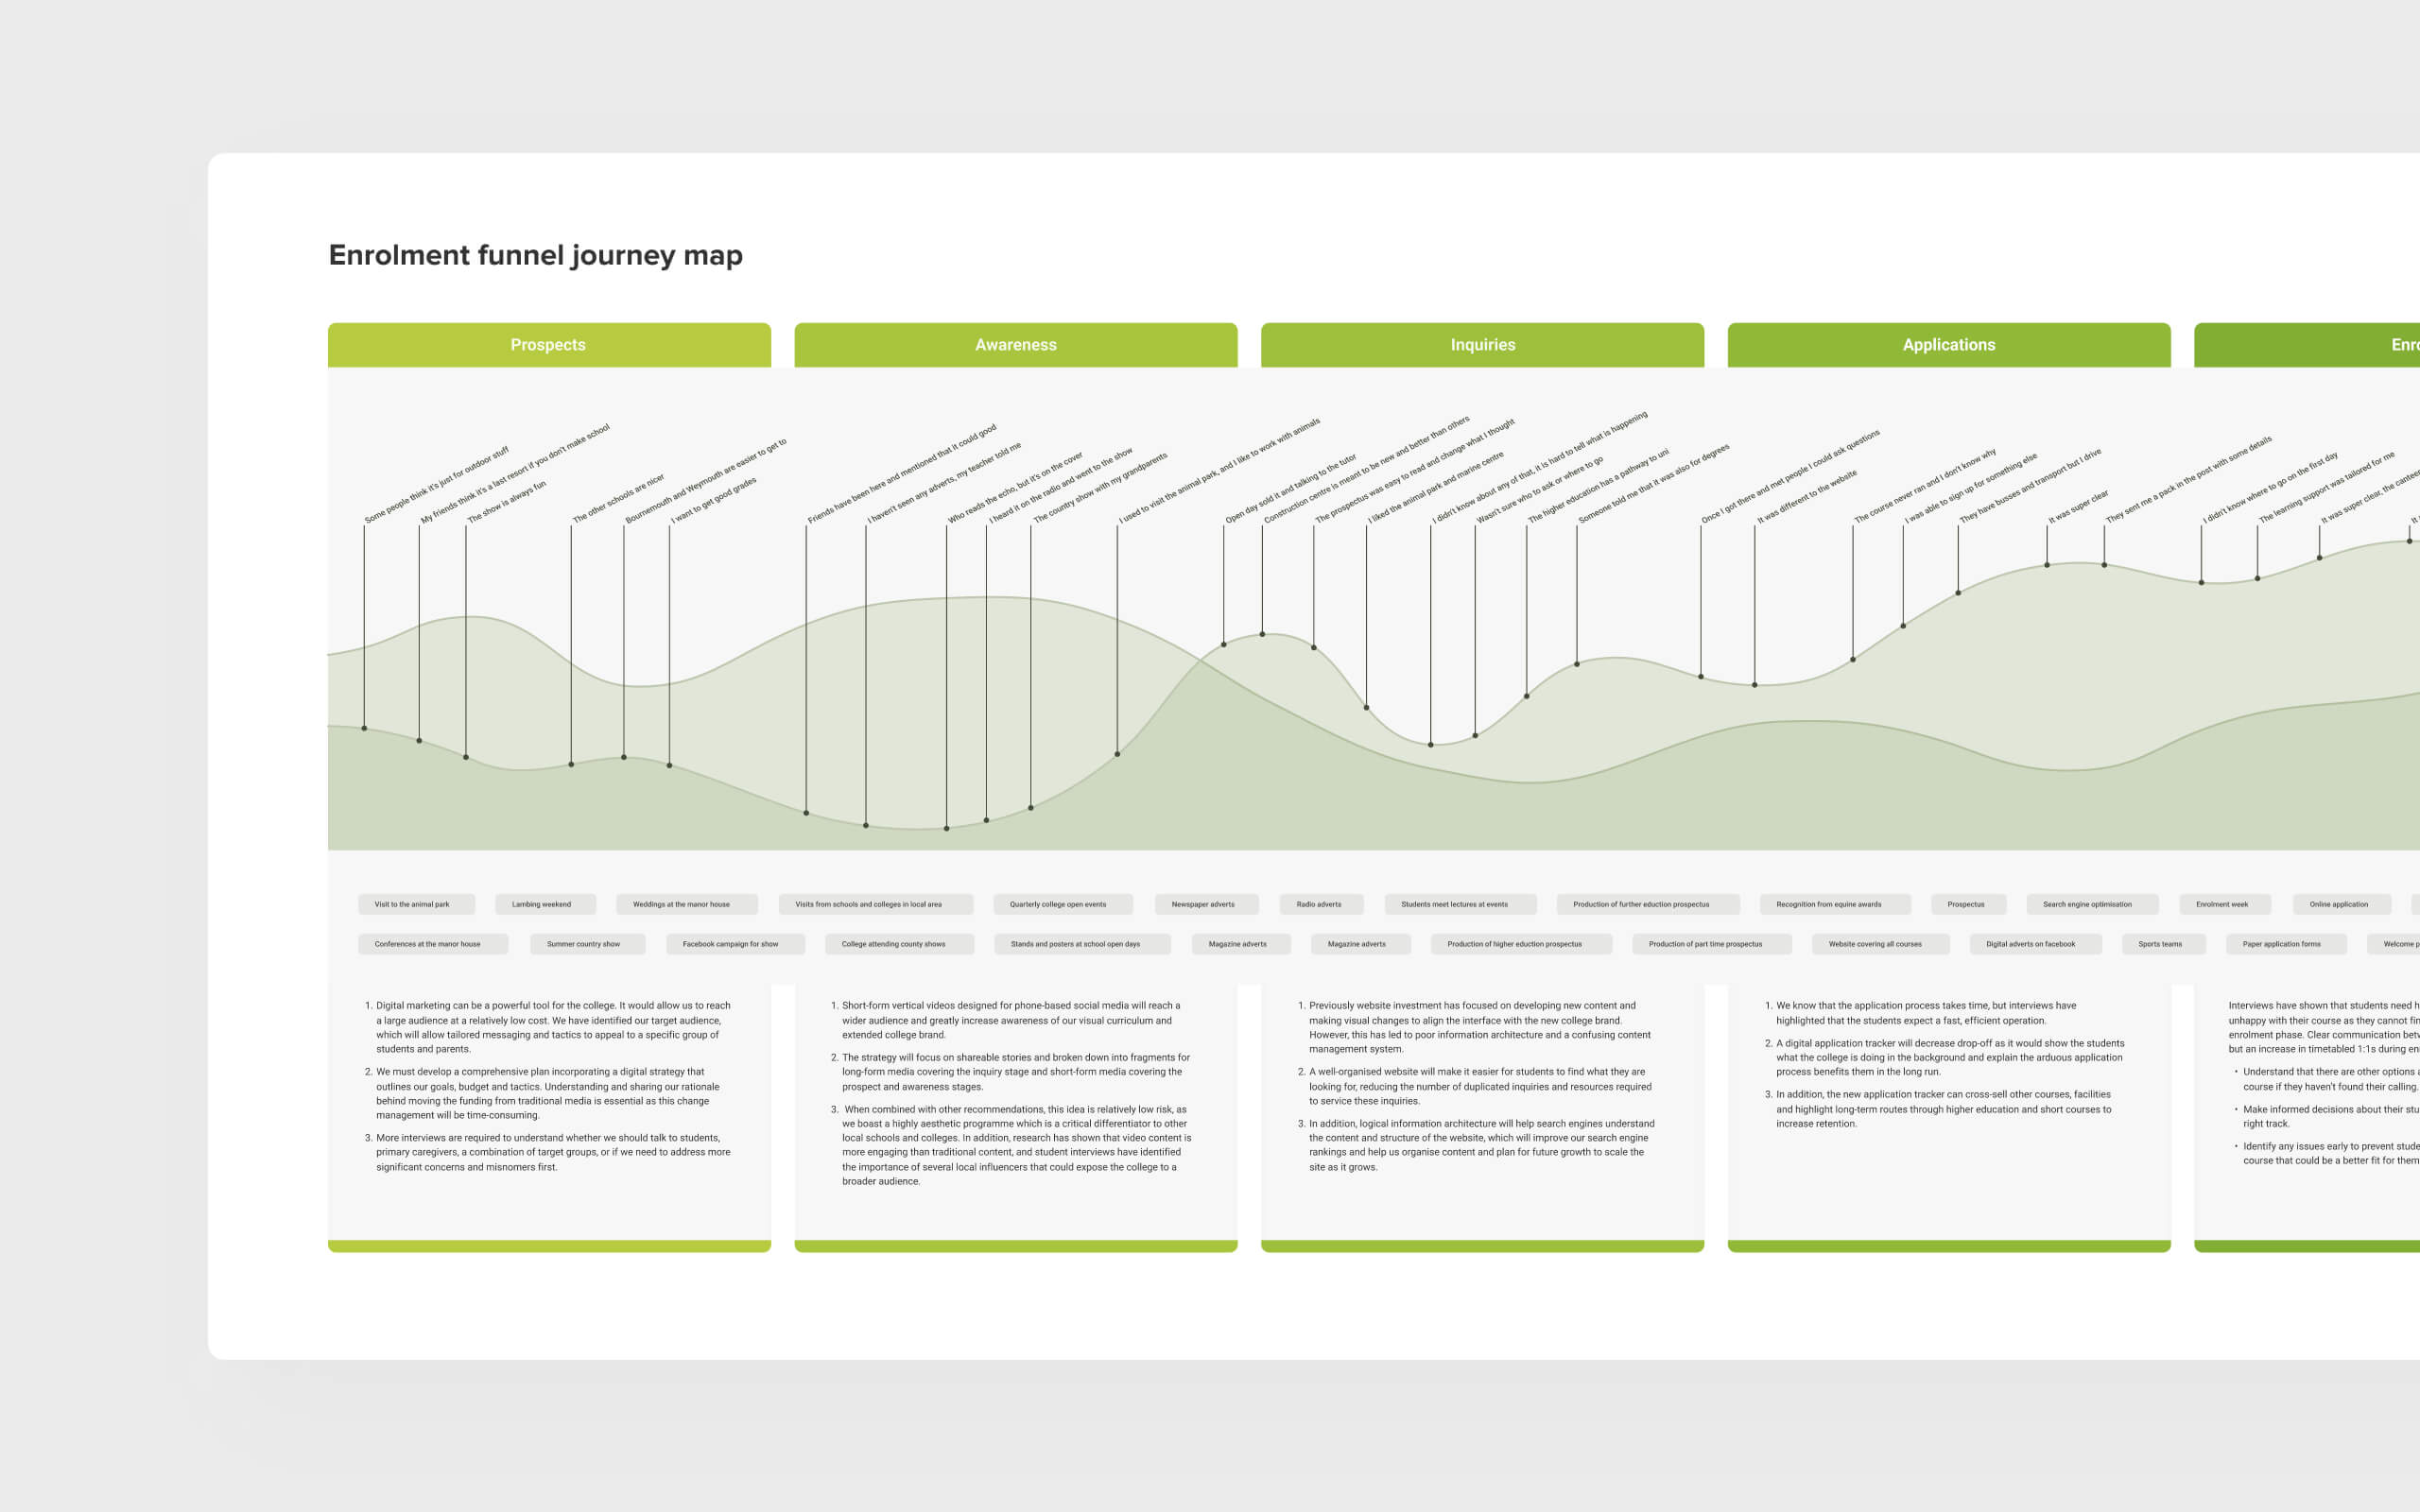 Enrolment funnel journey map
Prospects
Awareness
Inquiries
Applications
Enro
Some people think it's just for outdoor stuff
My friends think it's a last resort if you don't make school
The show is always fun
The other schools are nicer
Bournemouth and Weymouth are easier to get to
I want to get good grades
Friends have been here and mentioned that it could good
I haven't seen any adverts, my teacher told me
Who reads the echo, but it's on the cover
I heard it on the radio and went to the show
The country show with my grandparents
I used to visit the animal park, and I like to work with animals
Open day sold it and talking to the tutor
Construction centre is meant to be new and better than others
The prospectus was easy to read and change what I thought
I liked the animal park and marine centre
I didn't know about any of that, it is hard to tell what is happening
Wasn't sure who to ask or where to go
The higher education has a pathway to uni
Someone told me that it was also for degrees
Once I got there and met people I could ask questions
It was different to the website
The course never ran and I don't know why
I was able to sign up for something else
They have busses and transport but I drive
It was super clear
They sent me a pack in the post with some details
I didn't know where to go on the first day
The learning support was tailored for me
It was super clear, the canteen
It
Visit to the animal park
Lambing weekend
Weddings at the manor house
Visits from schools and colleges in local area
Quarterly college open events
Newspaper adverts
Radio adverts
Students meet lectures at events
Production of further eduction prospectus
Recognition from equine awards
Prospectus
Search engine optimisation
Enrolment week
Online application
Conferences at the manor house
Summer country show
Facebook campaign for show
College attending county shows
Stands and posters at school open days
Magazine adverts
Magazine adverts
Production of higher eduction prospectus
Production of part time prospectus
Website covering all courses
Digital adverts on facebook
Sports teams
Paper application forms
Welcome p
1. Digital marketing can be a powerful tool for the college. It would allow us to reach
a large audience at a relatively low cost. We have identified our target audience,
which will allow tailored messaging and tactics to appeal to a specific group of
students and parents.
2. We must develop a comprehensive plan incorporating a digital strategy that
outlines our goals, budget and tactics. Understanding and sharing our rationale
behind moving the funding from traditional media is essential as this change
management will be time-consuming.
3. More interviews are required to understand whether we should talk to students,
primary caregivers, a combination of target groups, or if we need to address more
significant concerns and misnomers first.
1. Short-form vertical videos designed for phone-based social media will reach a
wider audience and greatly increase awareness of our visual curriculum and
extended college brand.
2. The strategy will focus on shareable stories and broken down into fragments for
long-form media covering the inquiry stage and short-form media covering the
prospect and awareness stages.
3. When combined with other recommendations, this idea is relatively low risk, as
we boast a highly aesthetic programme which is a critical differentiator to other
local schools and colleges. In addition, research has shown that video content is
more engaging than traditional content, and student interviews have identified
the importance of several local influencers that could expose the college to a
broader audience.
1. Previously website investment has focused on developing new content and
making visual changes to align the interface with the new college brand.
However, this has led to poor information architecture and a confusing content
management system.
2. A well-organised website will make it easier for students to find what they are
looking for, reducing the number of duplicated inquiries and resources required
to service these inquiries.
3. In addition, logical information architecture will help search engines understand
the content and structure of the website, which will improve our search engine
rankings and help us organise content and plan for future growth to scale the
site as it grows.
1. We know that the application process takes time, but interviews have
highlighted that the students expect a fast, efficient operation.
2. A digital application tracker will decrease drop-off as it would show the students
what the college is doing in the background and explain the arduous application
process benefits them in the long run.
3. In addition, the new application tracker can cross-sell other courses, facilities
and highlight long-term routes through higher education and short courses to
increase retention.
Interviews have shown that students need h
unhappy with their course as they cannot fin
enrolment phase. Clear communication betw
but an increase in timetabled 1:1s during en
• Understand that there are other options a
course if they haven't found their calling.
• Make informed decisions about their stu
right track.
• Identify any issues early to prevent stude
course that could be a better fit for them